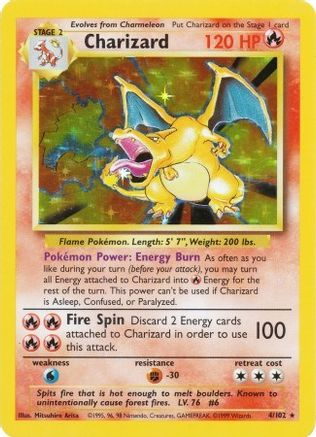 Evolves from Charmeleon Put Charizard on the Stage 1 card
STAGE 2
Charizard 120 HP
Flame Pokémon. Length: 5' 7", Weight: 200 lbs.
Pokémon Power: Energy Burn As often as you
like during your turn (before your attack), you may turn
all Energy attached to Charizard into Energy for
the rest of the turn. This power can't be used if Charizard
is Asleep, Confused, or Paralyzed.
Fire Spin Discard 2 Energy cards
attached to Charizard in order to use
this attack.
100
weakness resistance retreat cost
-30
Spits fire that is hot enough to melt boulders. Known to
unintentionally cause forest fires. LV. 76 #6
Illus. Mitsuhiro Arita ©1995, 96, 98 Nintendo, Creatures, GAMEFREAK. ©1999 Wizards. 4/102 ★